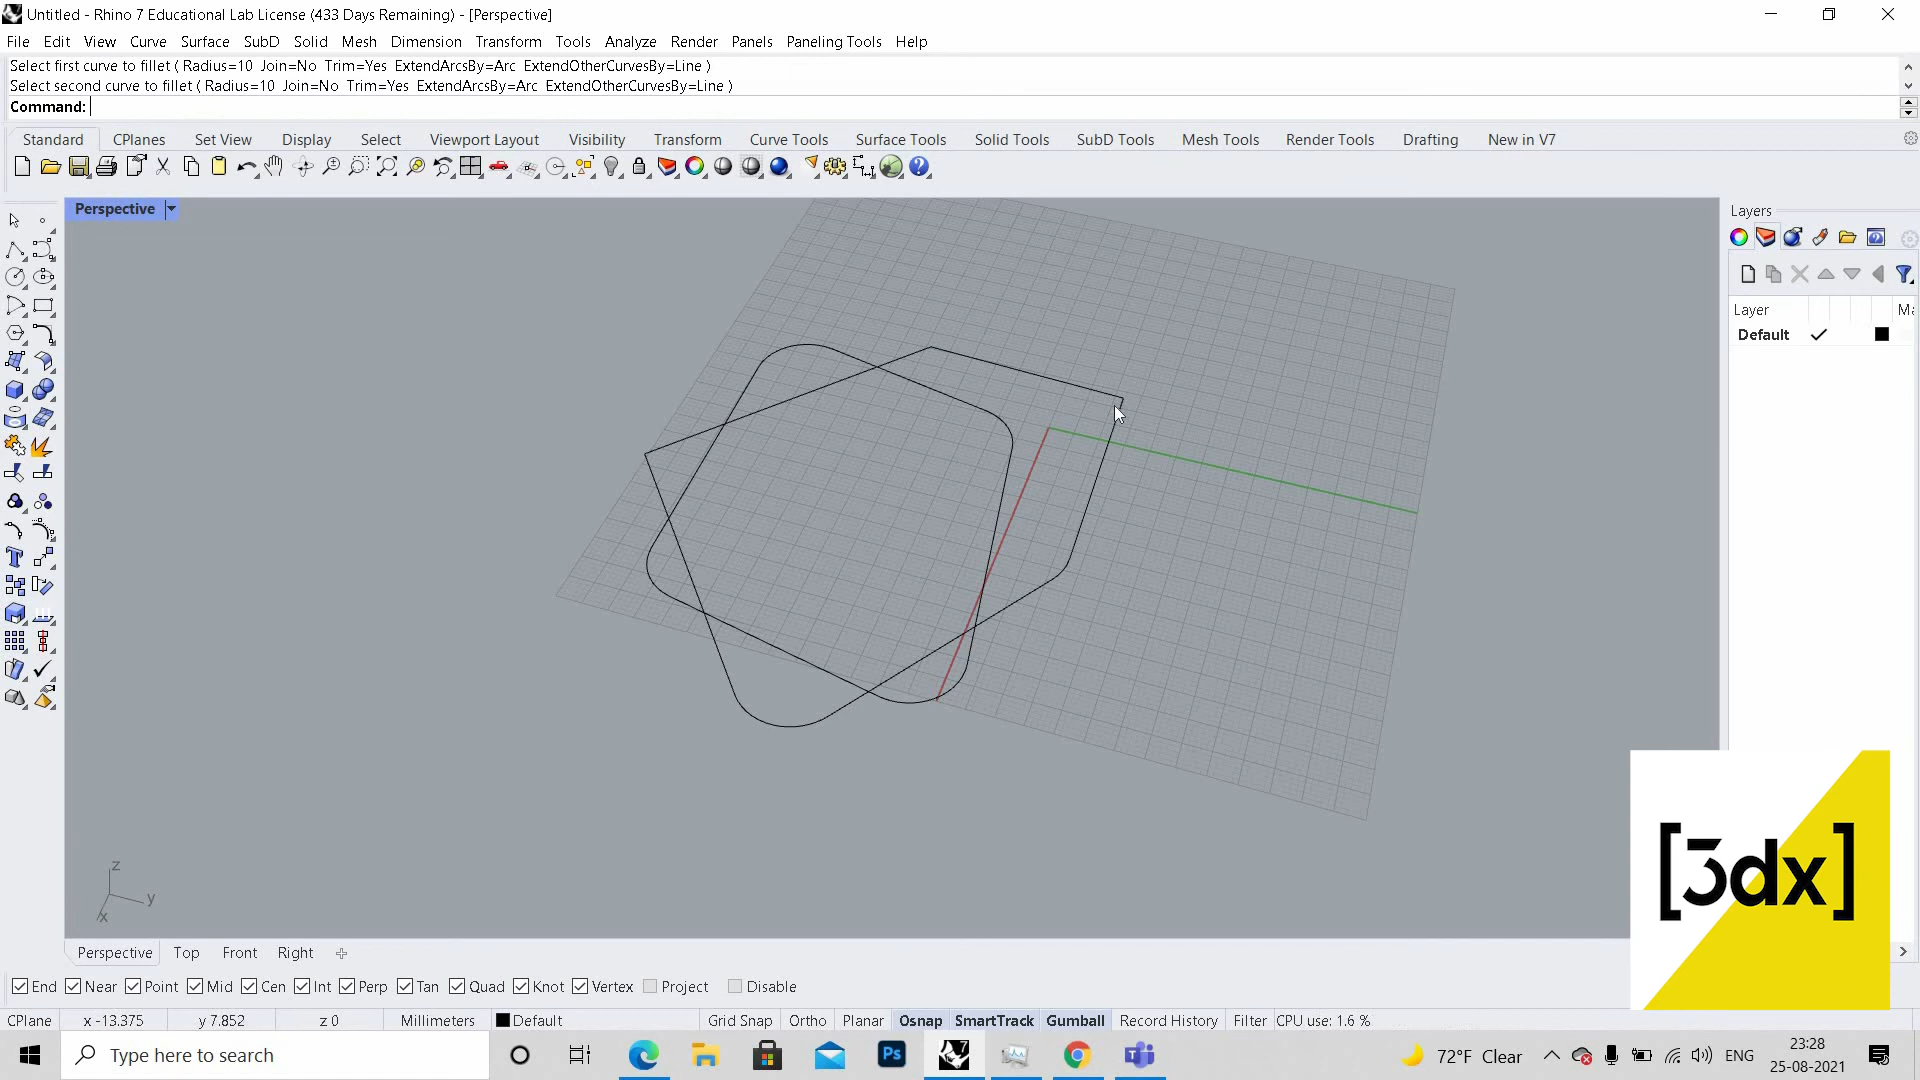 Untitled - Rhino 7 Educational Lab License (433 Days Remaining) - [Perspective]
File Edit View Curve Surface SubD Solid Mesh Dimension Transform Tools Analyze Render Panels Paneling Tools Help
Select first curve to fillet ( Radius=10 Join=No Trim=Yes ExtendArcsBy=Arc ExtendOtherCurvesBy=Line )
Select second curve to fillet ( Radius=10 Join=No Trim=Yes ExtendArcsBy=Arc ExtendOtherCurvesBy=Line )
Command:
Standard CPlanes Set View Display Select Viewport Layout Visibility Transform Curve Tools Surface Tools Solid Tools SubD Tools Mesh Tools Render Tools Drafting New in V7
Perspective
Layers
Layer
Default
[3dx]
z
y
x
Perspective Top Front Right
End Near Point Mid Cen Int Perp Tan Quad Knot Vertex Project Disable
CPlane x -13.375 y 7.852 z 0 Millimeters Default Grid Snap Ortho Planar Osnap SmartTrack Gumball Record History Filter CPU use: 1.6 %
Type here to search
Ps
72°F Clear
ENG
23:28
25-08-2021